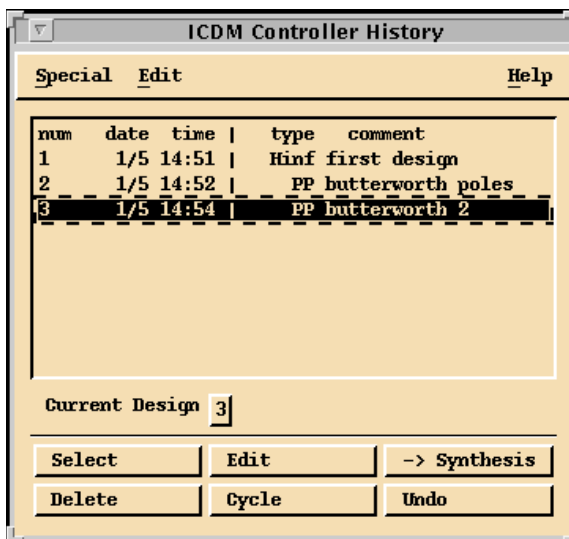 ICDM Controller History
Special Edit Help
num date time | type comment
1 1/5 14:51 | Hinf first design
2 1/5 14:52 | PP butterworth poles
3 1/5 14:54 | PP butterworth 2
Current Design 3
Select Edit -> Synthesis
Delete Cycle Undo